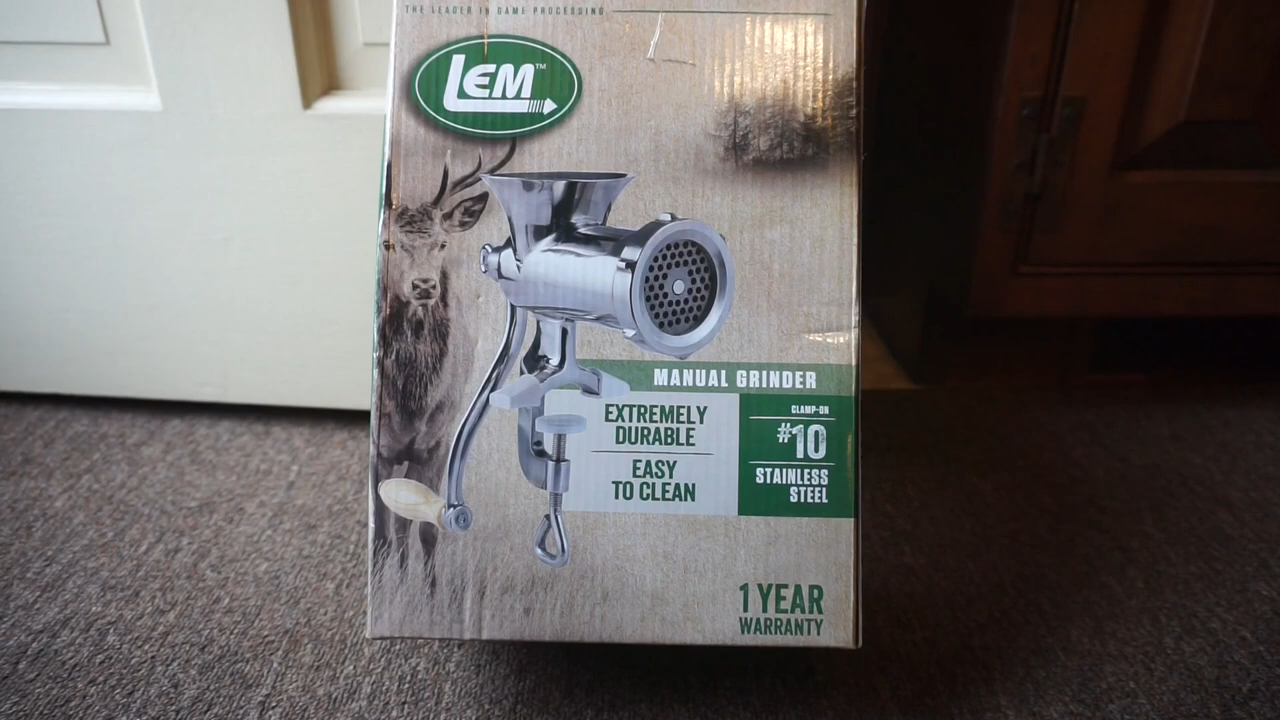 THE LEADER IN GAME PROCESSING
LEM™
MANUAL GRINDER
EXTREMELY
DURABLE
EASY
TO CLEAN
CLAMP-ON
#10
STAINLESS
STEEL
1 YEAR
WARRANTY